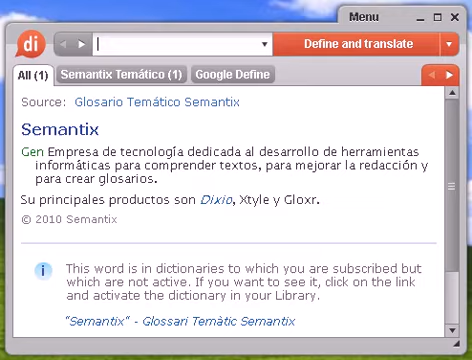 Menu
di
Define and translate
All (1)
Semantix Temático (1)
Google Define
Source: Glosario Temático Semantix
Semantix
Gen Empresa de tecnología dedicada al desarrollo de herramientas
informáticas para comprender textos, para mejorar la redacción y
para crear glosarios.
Su principales producton son Dixio, Xtyle y Gloxr.
© 2010 Semantix
i
This word is in dictionaries to which you are subscribed but
which are not active. If you want to see it, click on the link
and activate the dictionary in your Library.
"Semantix" - Glossari Temàtic Semantix